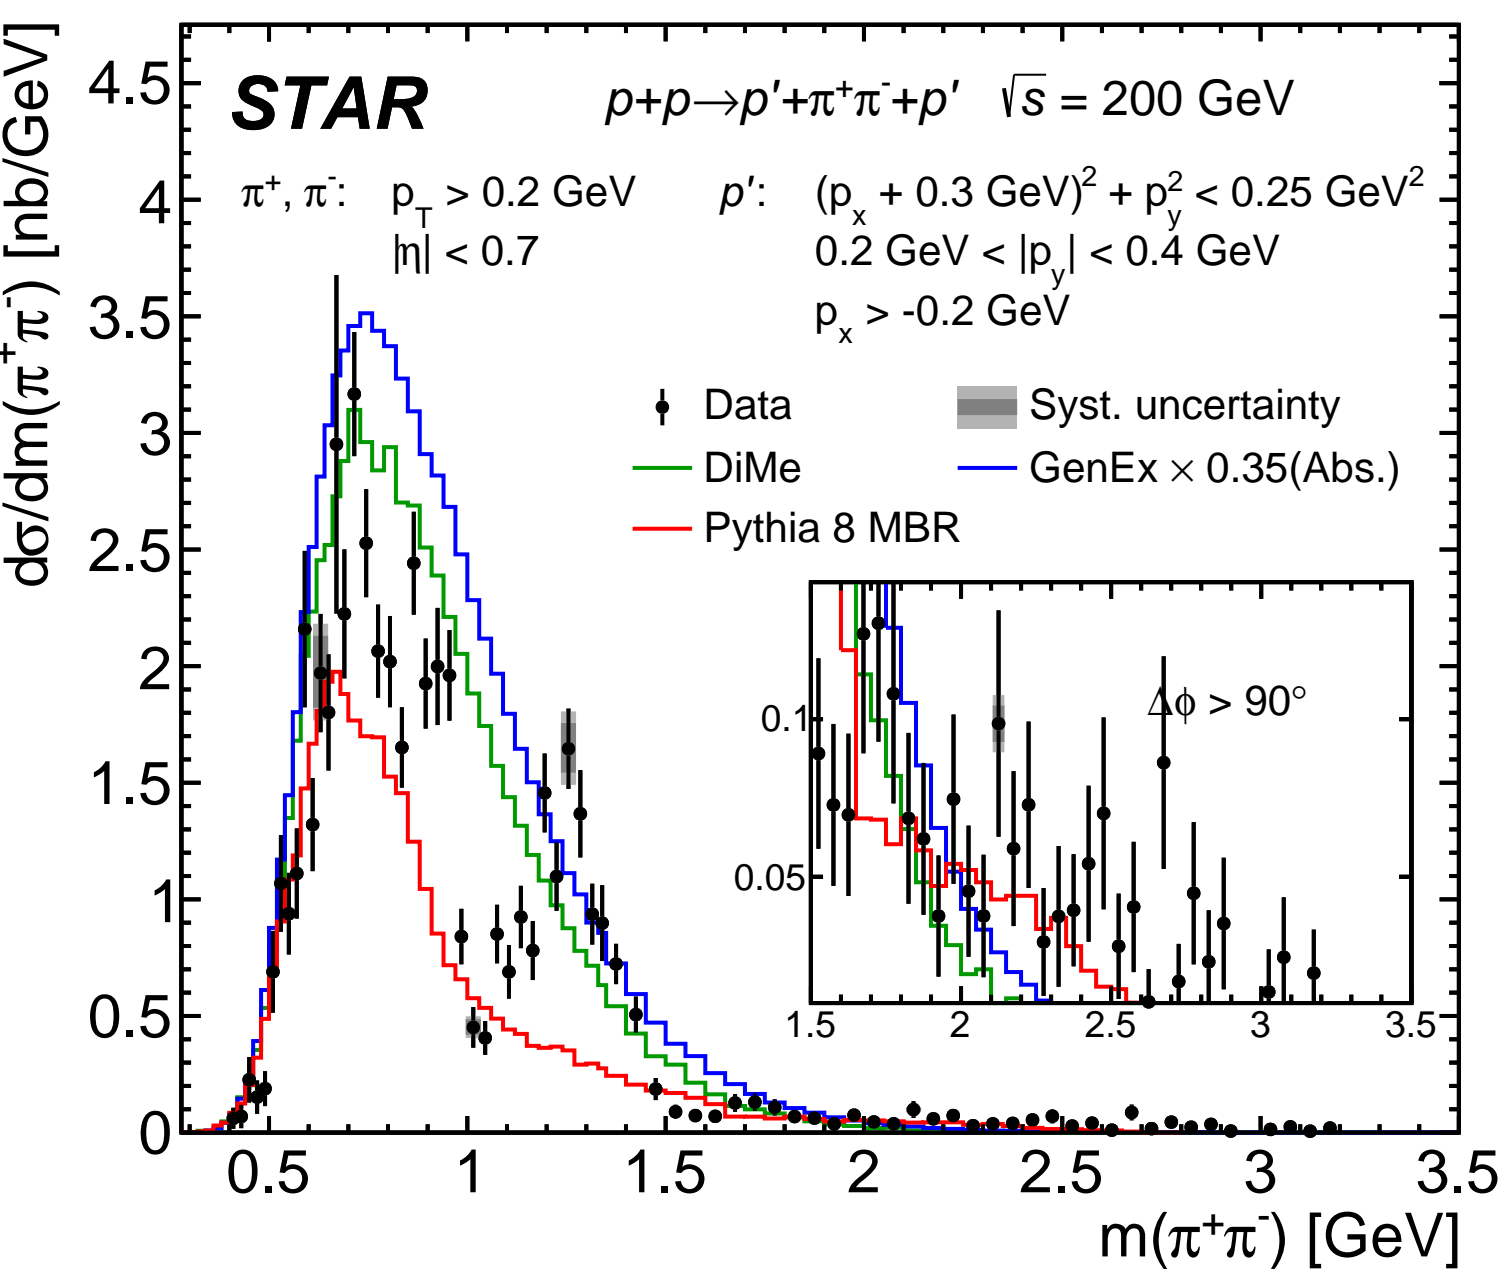 STAR
p+p→p′+π⁺π⁻+p′ √s = 200 GeV
π⁺, π⁻: p_T > 0.2 GeV p′: (p_x + 0.3 GeV)² + p_y² < 0.25 GeV²
|η| < 0.7 0.2 GeV < |p_y| < 0.4 GeV
p_x > -0.2 GeV
Data Syst. uncertainty
DiMe GenEx × 0.35(Abs.)
Pythia 8 MBR
Δϕ > 90°
0.1
0.05
1.5 2 2.5 3 3.5
dσ/dm(π⁺π⁻) [nb/GeV]
4.5
4
3.5
3
2.5
2
1.5
1
0.5
0
0.5 1 1.5 2 2.5 3 3.5
m(π⁺π⁻) [GeV]